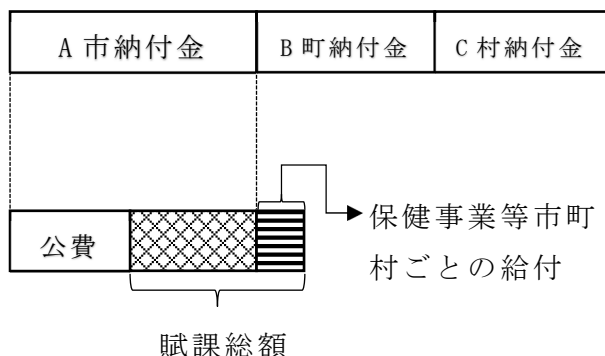 A市納付金
B町納付金
C村納付金
公費
保健事業等市町
村ごとの給付
賦課総額